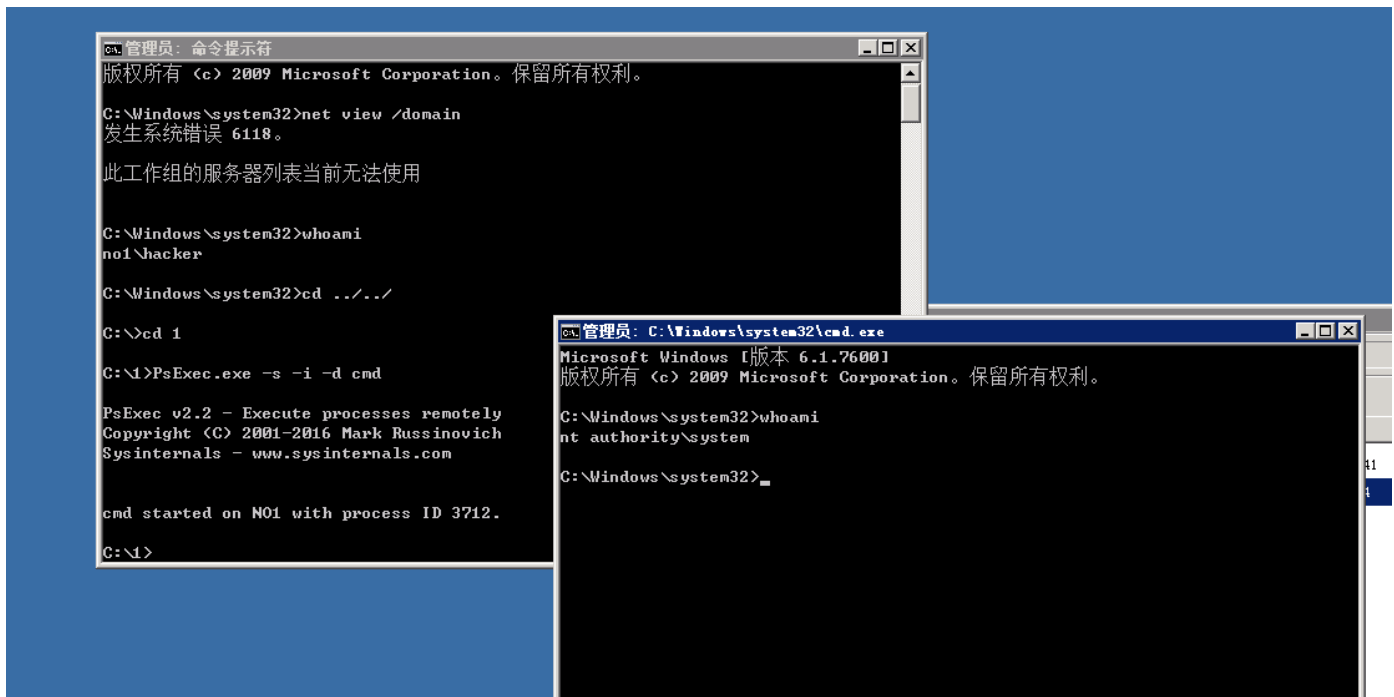 管理员: 命令提示符
版权所有 (c) 2009 Microsoft Corporation。保留所有权利。
C:\Windows\system32>net view /domain
发生系统错误 6118。
此工作组的服务器列表当前无法使用
C:\Windows\system32>whoami
no1\hacker
C:\Windows\system32>cd ../../
C:\>cd 1
C:\1>PsExec.exe -s -i -d cmd
PsExec v2.2 - Execute processes remotely
Copyright (C) 2001-2016 Mark Russinovich
Sysinternals - www.sysinternals.com
cmd started on NO1 with process ID 3712.
C:\1>
管理员: C:\Windows\system32\cmd.exe
Microsoft Windows [版本 6.1.7600]
版权所有 (c) 2009 Microsoft Corporation。保留所有权利。
C:\Windows\system32>whoami
nt authority\system
C:\Windows\system32>
41
4